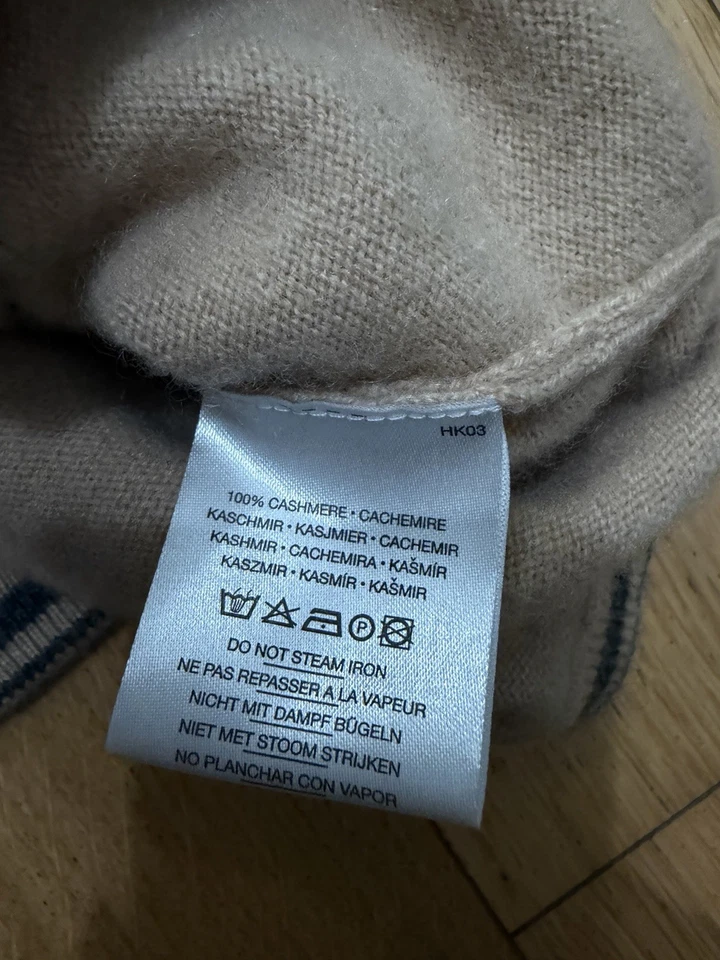 HK03
100% CASHMERE • CACHEMIRE
KASCHMIR • KASJMIER • CACHEMIR
KASHMIR • CACHEMIRA • KAŠMÍR
KASZMIR • KASMÍR • KAŠMIR
P
DO NOT STEAM IRON
NE PAS REPASSER A LA VAPEUR
NICHT MIT DAMPF BÜGELN
NIET MET STOOM STRIJKEN
NO PLANCHAR CON VAPOR